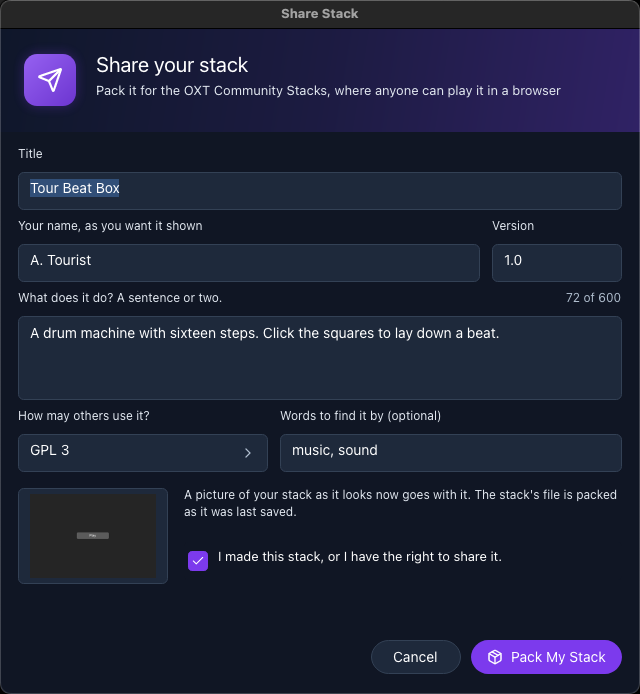 Share Stack
Share your stack
Pack it for the OXT Community Stacks, where anyone can play it in a browser
Title
Tour Beat Box
Your name, as you want it shown
Version
A. Tourist
1.0
What does it do? A sentence or two.
72 of 600
A drum machine with sixteen steps. Click the squares to lay down a beat.
How may others use it?
Words to find it by (optional)
GPL 3
music, sound
A picture of your stack as it looks now goes with it. The stack's file is packed
as it was last saved.
I made this stack, or I have the right to share it.
Cancel
Pack My Stack